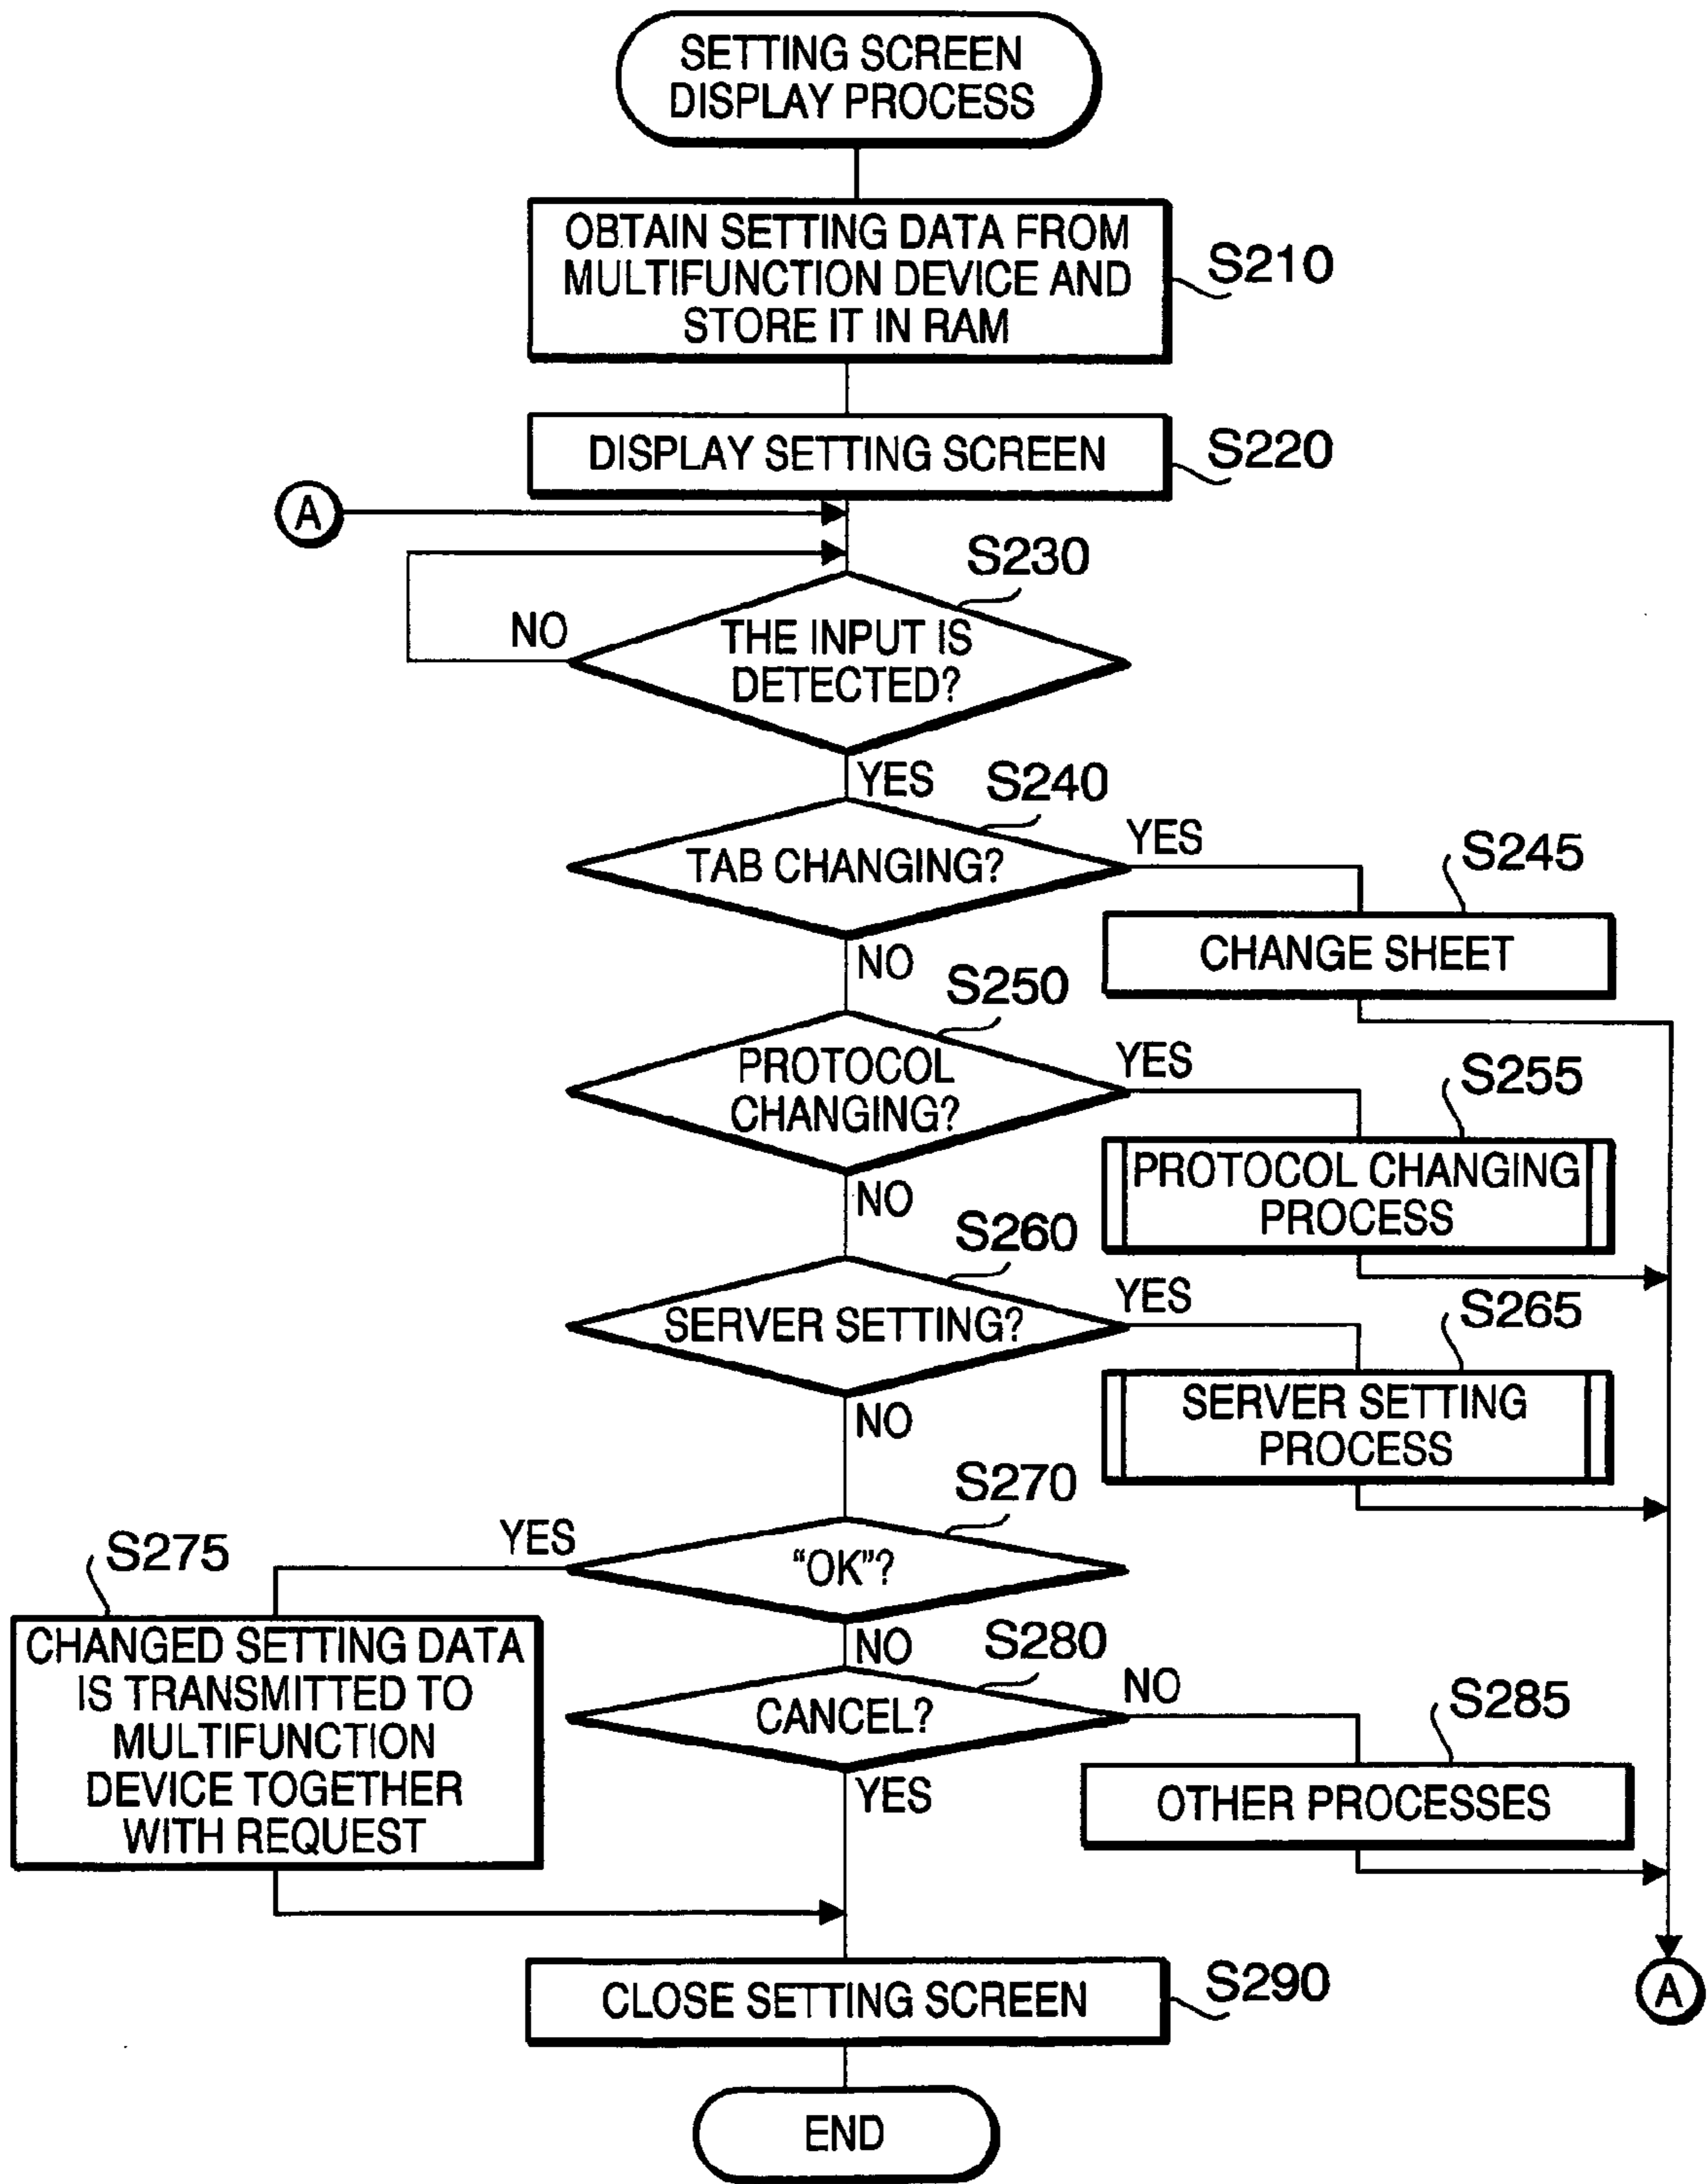 SETTING SCREEN
DISPLAY PROCESS
OBTAIN SETTING DATA FROM
MULTIFUNCTION DEVICE AND
STORE IT IN RAM
S210
DISPLAY SETTING SCREEN
S220
A
S230
NO
THE INPUT IS
DETECTED?
YES
S240
TAB CHANGING?
YES
S245
CHANGE SHEET
NO
S250
PROTOCOL
CHANGING?
YES
S255
PROTOCOL CHANGING
PROCESS
NO
S260
SERVER SETTING?
YES
S265
SERVER SETTING
PROCESS
NO
S270
"OK"?
YES
S275
CHANGED SETTING DATA
IS TRANSMITTED TO
MULTIFUNCTION
DEVICE TOGETHER
WITH REQUEST
NO
S280
CANCEL?
NO
S285
OTHER PROCESSES
YES
A
CLOSE SETTING SCREEN
S290
END